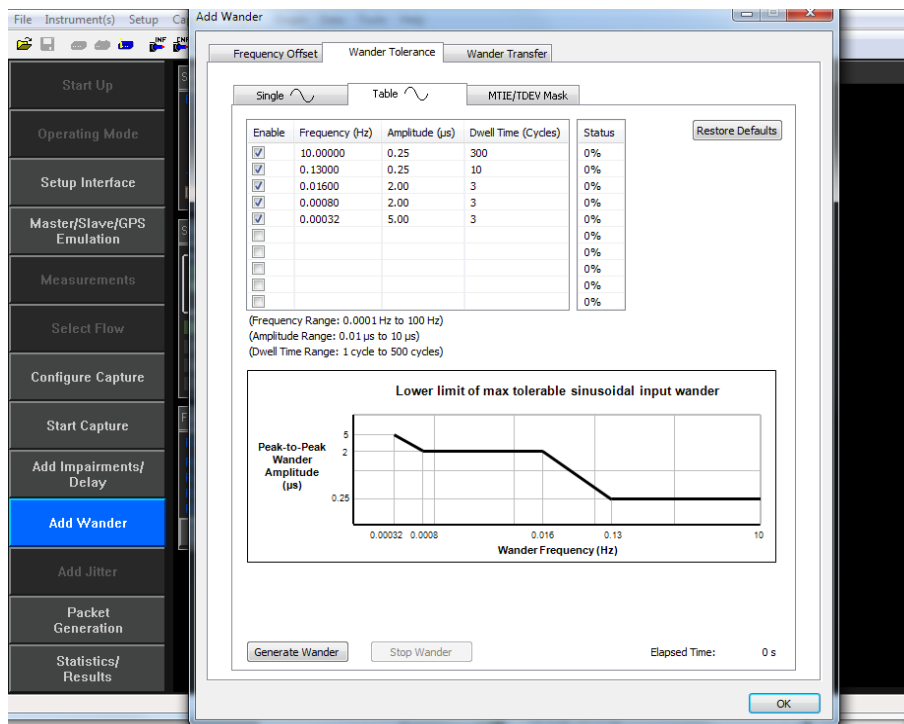 Add Wander
File Instrument(s) Setup
Frequency Offset Wander Tolerance Wander Transfer
Start Up
Operating Mode
Setup Interface
Master/Slave/GPS
Emulation
Measurements
Select Flow
Configure Capture
Start Capture
Add Impairments/
Delay
Add Wander
Add Jitter
Packet
Generation
Statistics/
Results
Single Table MTIE/TDEV Mask
Enable Frequency (Hz) Amplitude (µs) Dwell Time (Cycles) Status
Restore Defaults
10.00000 0.25 300 0%
0.13000 0.25 10 0%
0.01600 2.00 3 0%
0.00080 2.00 3 0%
0.00032 5.00 3 0%
0%
0%
0%
0%
0%
(Frequency Range: 0.0001 Hz to 100 Hz)
(Amplitude Range: 0.01 µs to 10 µs)
(Dwell Time Range: 1 cycle to 500 cycles)
Lower limit of max tolerable sinusoidal input wander
Peak-to-Peak
Wander
Amplitude
(µs)
5
2
0.25
0.00032 0.0008 0.016 0.13 10
Wander Frequency (Hz)
Generate Wander Stop Wander Elapsed Time: 0 s
OK